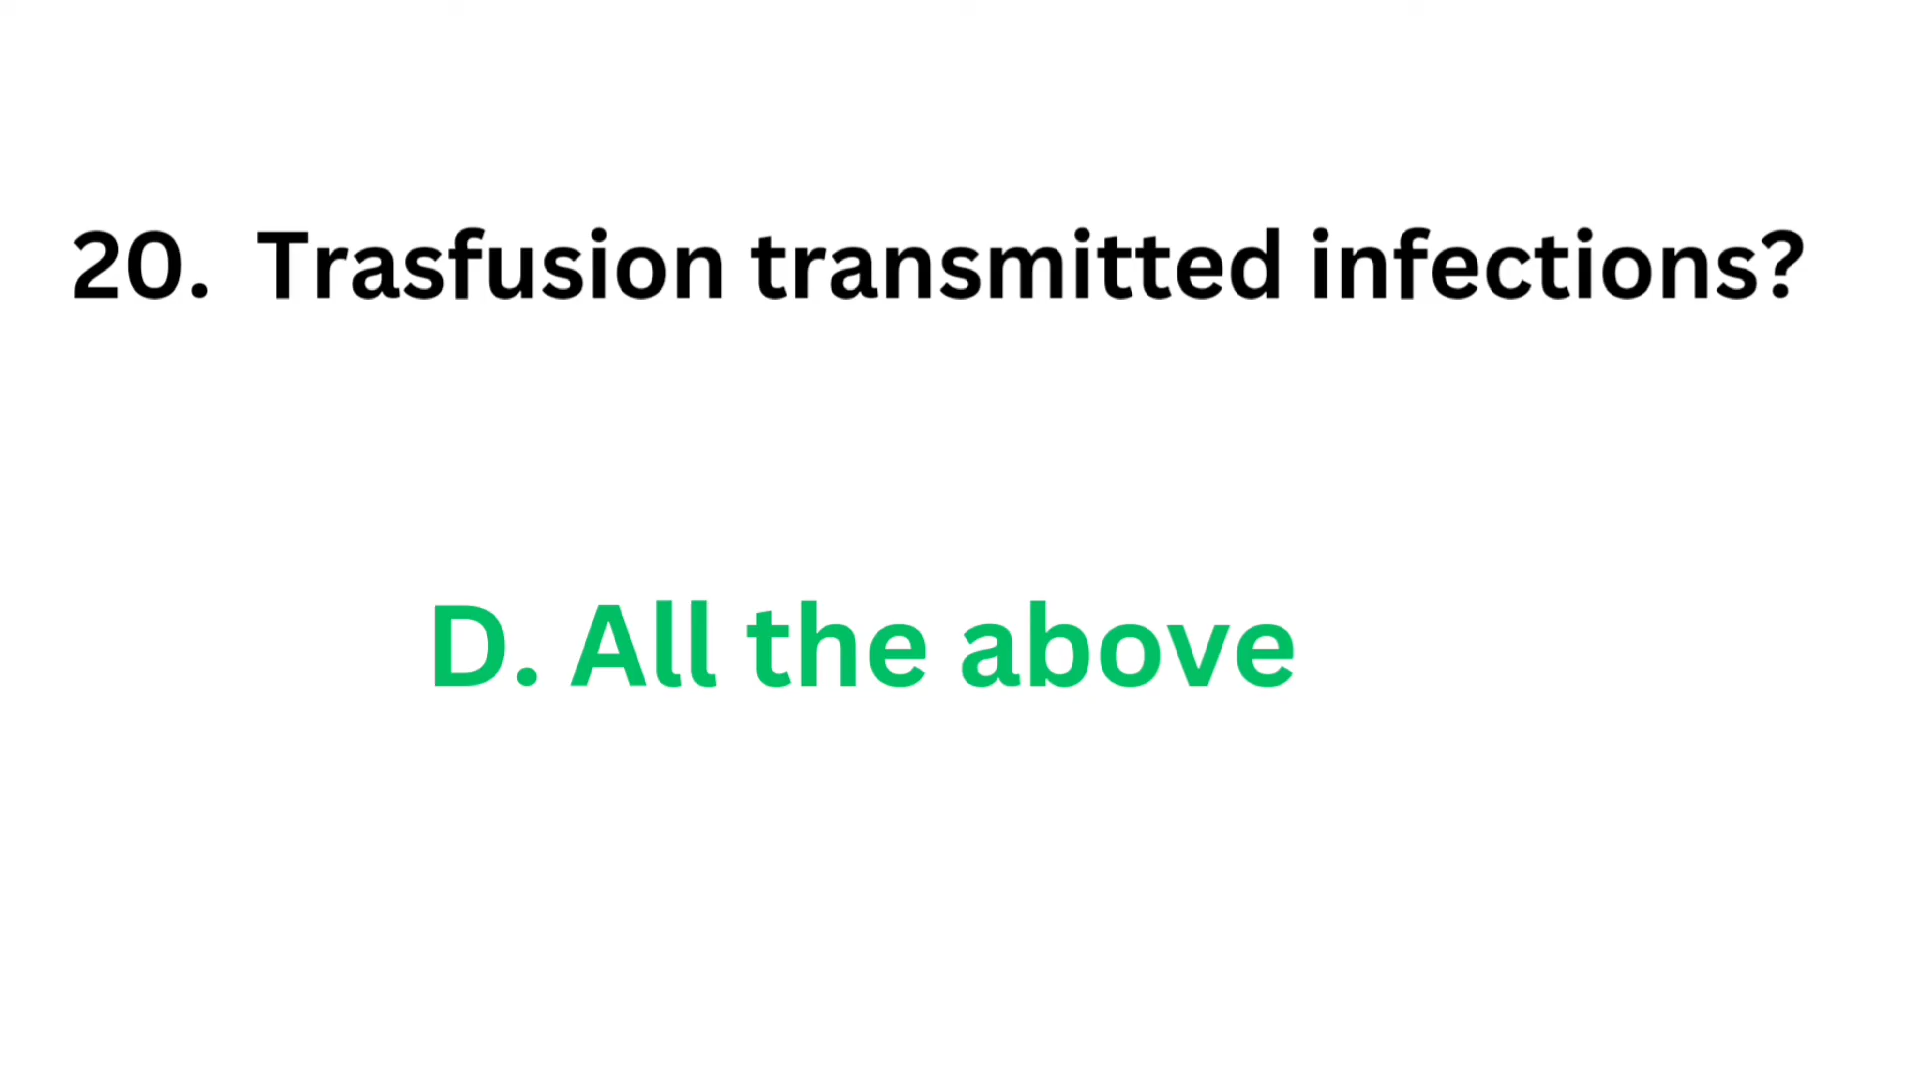 20. Trasfusion transmitted infections?
D. All the above